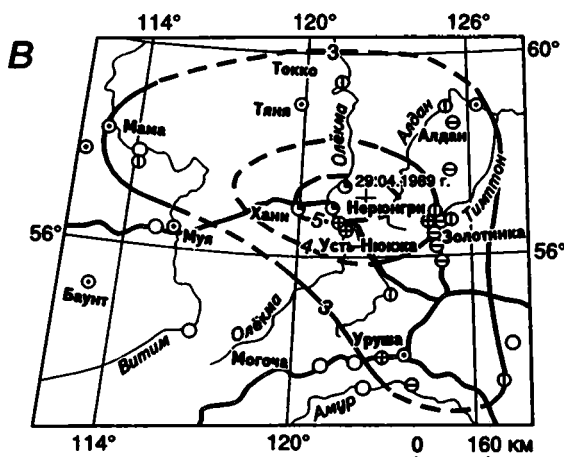 114° 120° 126°
В
60°
3
Токко
Тяня
Мама
Олёкма
Алдан
Алдан
Тимптон
29.04.1989 г.
Хани
Нерюнгри
5
4
Усть-Нюкжа
Золотинка
56°
56°
Муя
Баунт
3
Олёкма
Витим
Уруша
Могоча
Амур
114° 120° 0 160 км